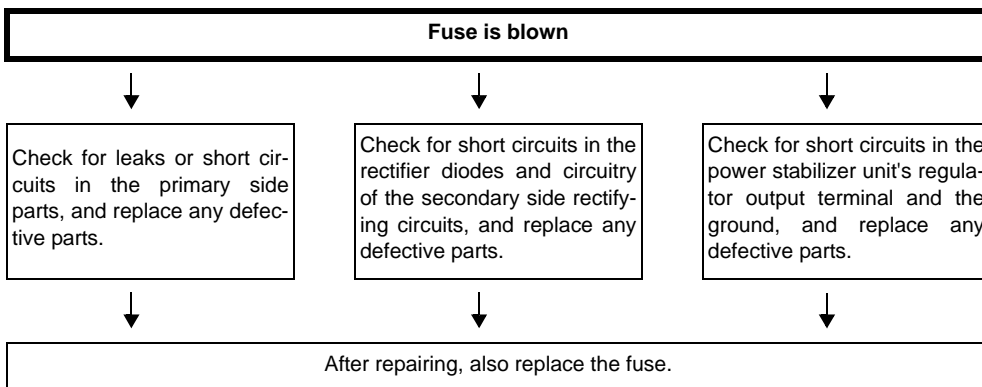 Fuse is blown
Check for leaks or short cir-
cuits in the primary side
parts, and replace any defec-
tive parts.
Check for short circuits in the
rectifier diodes and circuitry
of the secondary side rectify-
ing circuits, and replace any
defective parts.
Check for short circuits in the
power stabilizer unit's regula-
tor output terminal and the
ground, and replace any
defective parts.
After repairing, also replace the fuse.